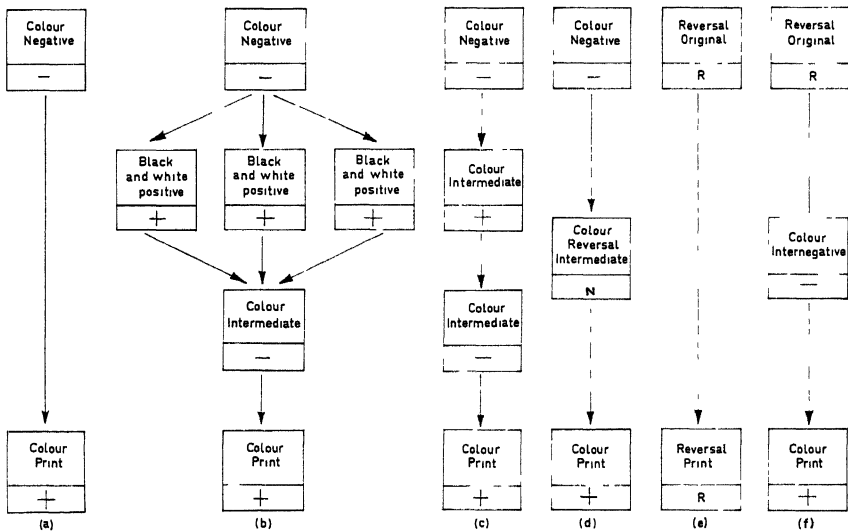 Colour
Negative
−
Colour
Negative
−
Colour
Negative
−
Colour
Negative
−
Reversal
Original
R
Reversal
Original
R
Black
and white
positive
+
Black
and white
positive
+
Black
and white
positive
+
Colour
Intermediate
+
Colour
Reversal
Intermediate
N
Colour
Internegative
−
Colour
Intermediate
−
Colour
Intermediate
−
Colour
Print
+
(a)
Colour
Print
+
(b)
Colour
Print
+
(c)
Colour
Print
+
(d)
Reversal
Print
R
(e)
Colour
Print
+
(f)